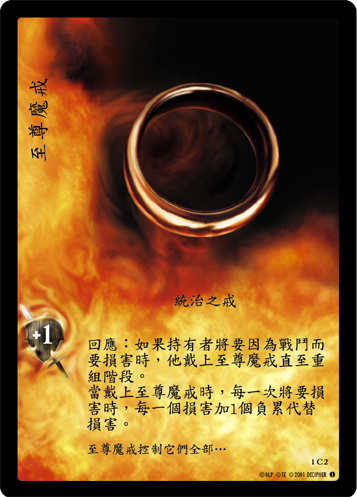 至尊魔戒
統治之戒
+1
回應：如果持有者將要因為戰鬥而
要損害時，他戴上至尊魔戒直至重
組階段。
當戴上至尊魔戒時，每一次將要損
害時，每一個損害加1個負累代替
損害。
至尊魔戒控制它們全部…
1 C 2
©NLP ©TE © 2001 DECIPHER